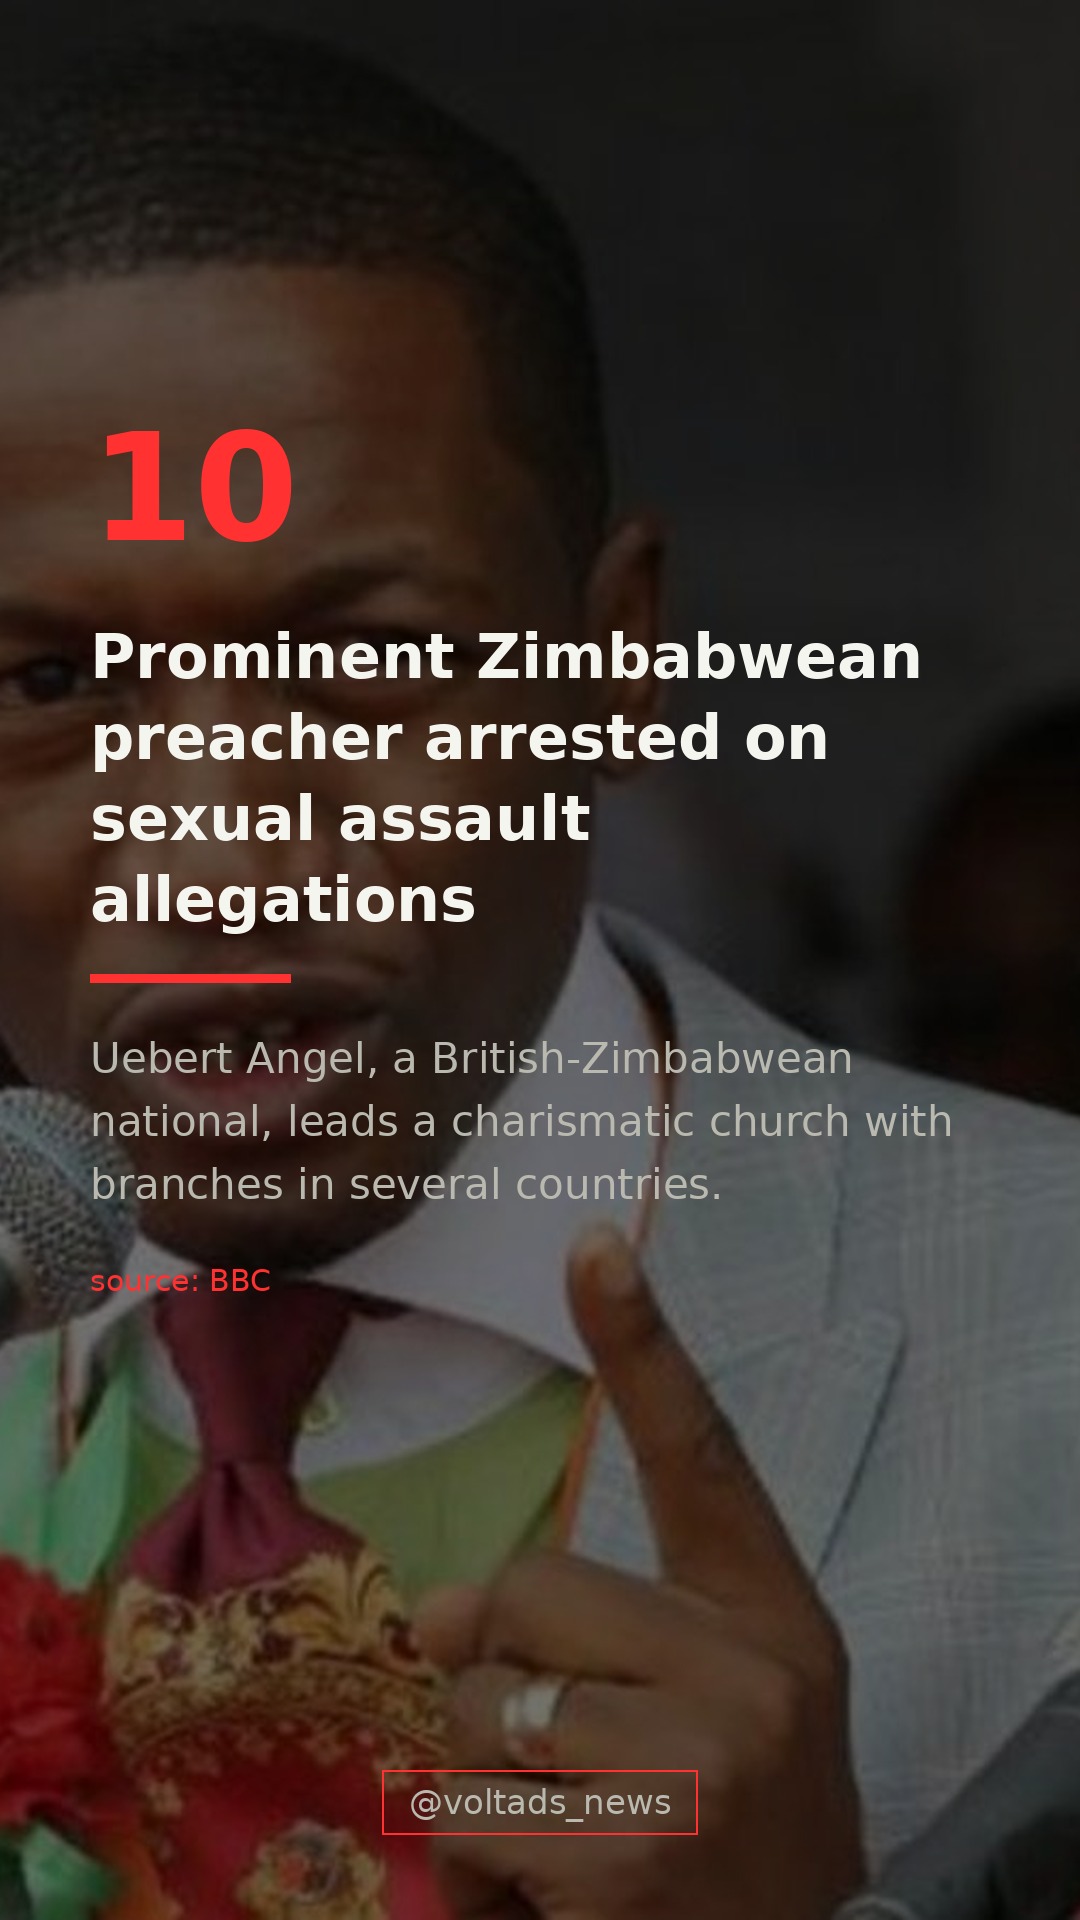 10
Prominent Zimbabwean
preacher arrested on
sexual assault
allegations
Uebert Angel, a British-Zimbabwean
national, leads a charismatic church with
branches in several countries.
source: BBC
@voltads_news